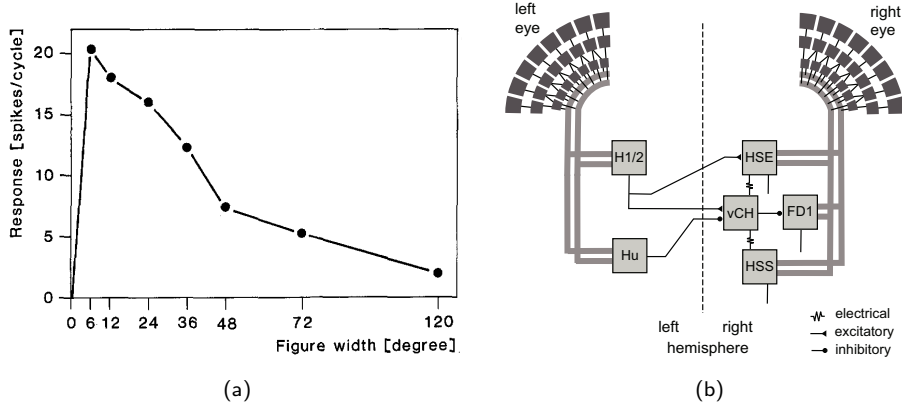 Response [spikes/cycle]
20
15
10
5
0
0 6 12 24 36 48 72 120
Figure width [degree]
(a)
left
eye
right
eye
H1/2
HSE
vCH
FD1
Hu
HSS
left right
hemisphere
electrical
excitatory
inhibitory
(b)